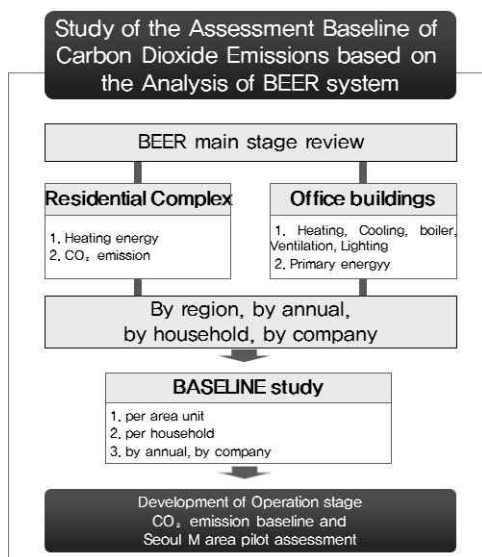 Study of the Assessment Baseline of
Carbon Dioxide Emissions based on
the Analysis of BEER system
BEER main stage review
Residential Complex
1. Heating energy
2. CO₂ emission
Office buildings
1. Heating, Cooling, boiler,
Ventilation, Lighting
2. Primary energyy
By region, by annual,
by household, by company
BASELINE study
1. per area unit
2. per household
3. by annual, by company
Development of Operation stage
CO₂ emission baseline and
Seoul M area pilot assessment